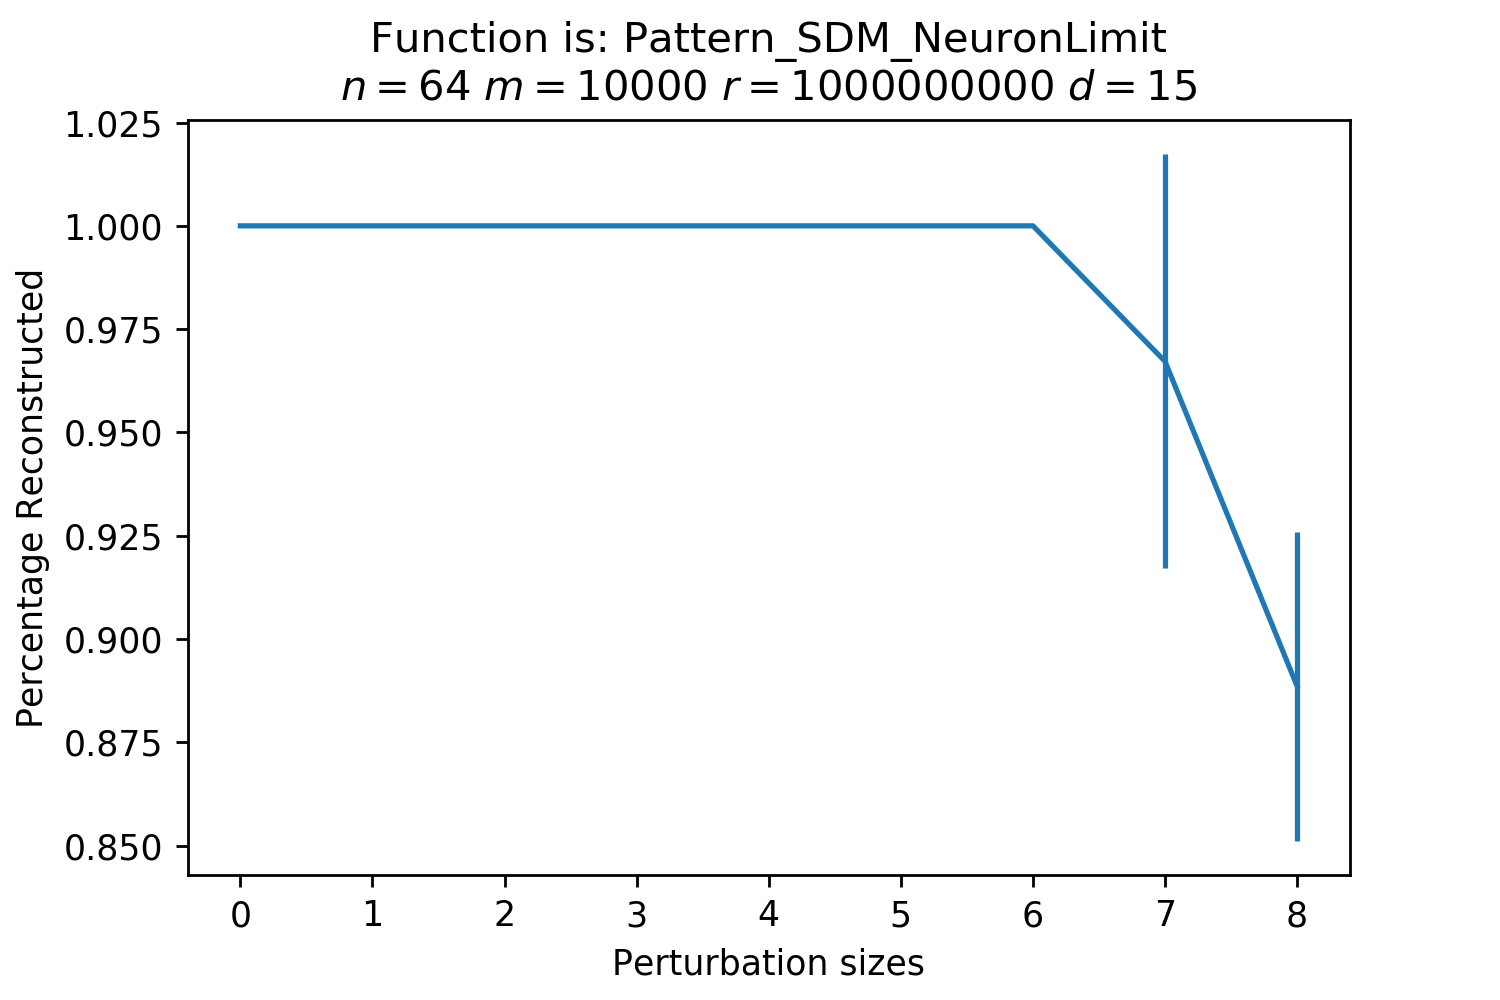 Function is: Pattern_SDM_NeuronLimit
n = 64 m = 10000 r = 1000000000 d = 15
Percentage Reconstructed
1.025
1.000
0.975
0.950
0.925
0.900
0.875
0.850
0 1 2 3 4 5 6 7 8
Perturbation sizes